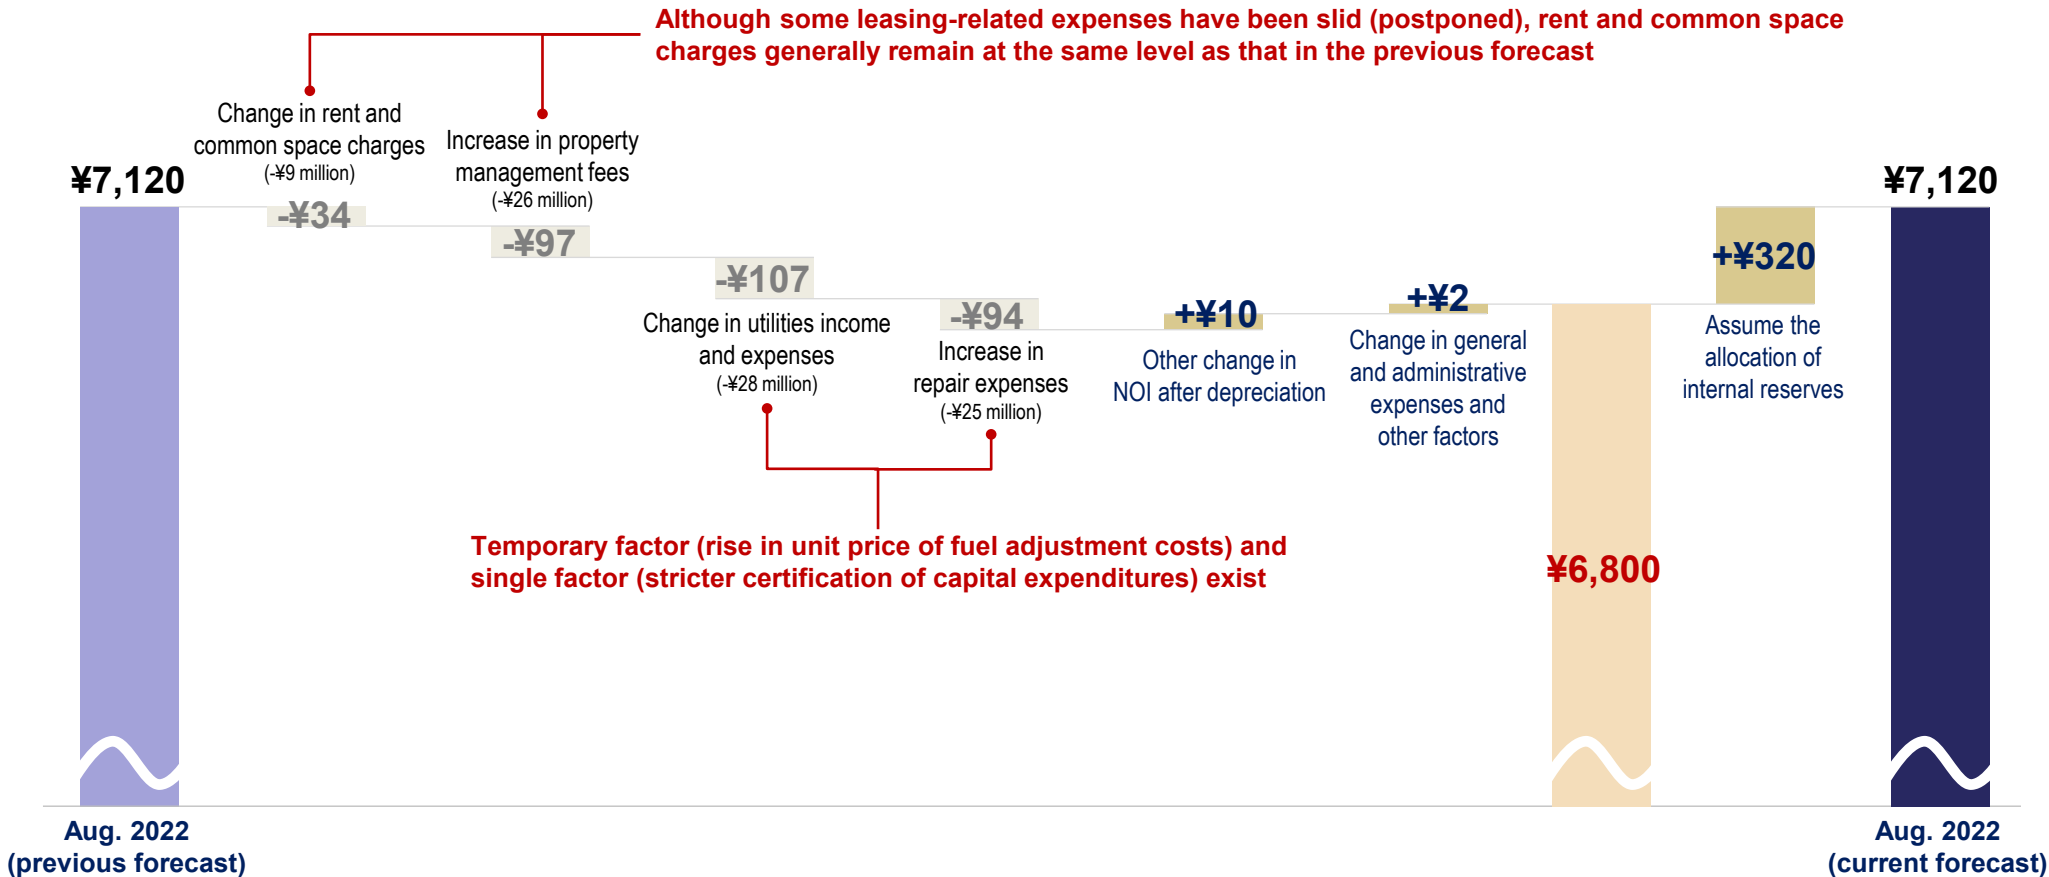 Although some leasing-related expenses have been slid (postponed), rent and common space
charges generally remain at the same level as that in the previous forecast
Change in rent and
common space charges
(-¥9 million)
Increase in property
management fees
(-¥26 million)
¥7,120
-¥34
-¥97
-¥107
Change in utilities income
and expenses
(-¥28 million)
-¥94
Increase in
repair expenses
(-¥25 million)
+¥10
Other change in
NOI after depreciation
+¥2
Change in general
and administrative
expenses and
other factors
¥6,800
+¥320
Assume the
allocation of
internal reserves
¥7,120
Temporary factor (rise in unit price of fuel adjustment costs) and
single factor (stricter certification of capital expenditures) exist
Aug. 2022
(previous forecast)
Aug. 2022
(current forecast)